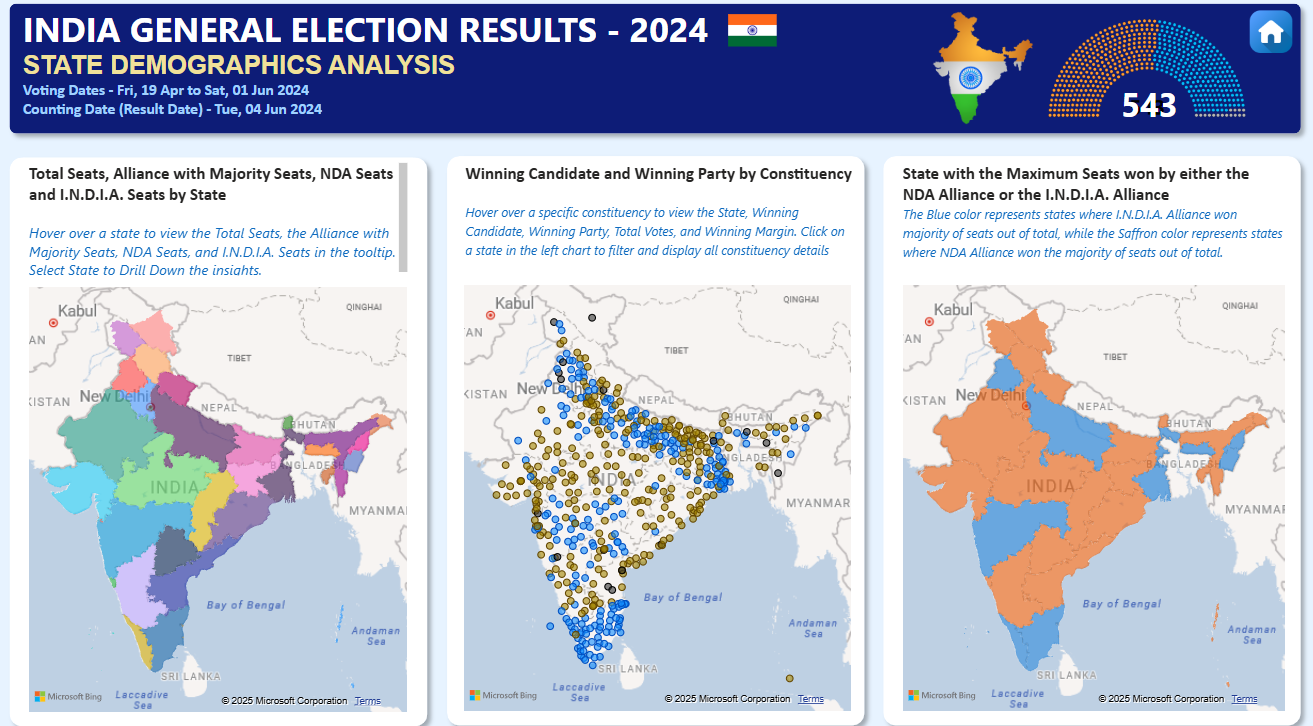 INDIA GENERAL ELECTION RESULTS - 2024
STATE DEMOGRAPHICS ANALYSIS
Voting Dates - Fri, 19 Apr to Sat, 01 Jun 2024
Counting Date (Result Date) - Tue, 04 Jun 2024
543
Total Seats, Alliance with Majority Seats, NDA Seats
and I.N.D.I.A. Seats by State
Hover over a state to view the Total Seats, the Alliance with
Majority Seats, NDA Seats, and I.N.D.I.A. Seats in the tooltip.
Select State to Drill Down the insights.
Kabul
QINGHAI
AN
TIBET
KISTAN
New Delhi
NEPAL
BHUTAN
BANGLADESH
INDIA
MYANMAR
Bay of Bengal
Andaman
Sea
SRI LANKA
Microsoft Bing
Laccadive
Sea
© 2025 Microsoft Corporation
Terms
Winning Candidate and Winning Party by Constituency
Hover over a specific constituency to view the State, Winning
Candidate, Winning Party, Total Votes, and Winning Margin. Click on
a state in the left chart to filter and display all constituency details
Kabul
QINGHAI
AN
TIBET
KISTAN
New Delhi
NEPAL
BHUTAN
NGLADESH
INDIA
MYANMAR
Bay of Bengal
Andaman
Sea
SRI LANKA
Microsoft Bing
Laccadive
Sea
© 2025 Microsoft Corporation
Terms
State with the Maximum Seats won by either the
NDA Alliance or the I.N.D.I.A. Alliance
The Blue color represents states where I.N.D.I.A. Alliance won
majority of seats out of total, while the Saffron color represents states
where NDA Alliance won the majority of seats out of total.
Kabul
QINGHAI
AN
TIBET
KISTAN
New Delhi
NEPAL
BHUTAN
BANGLADESH
INDIA
MYANMAR
Bay of Bengal
Andaman
Sea
SRI LANKA
Microsoft Bing
Laccadive
Sea
© 2025 Microsoft Corporation
Terms